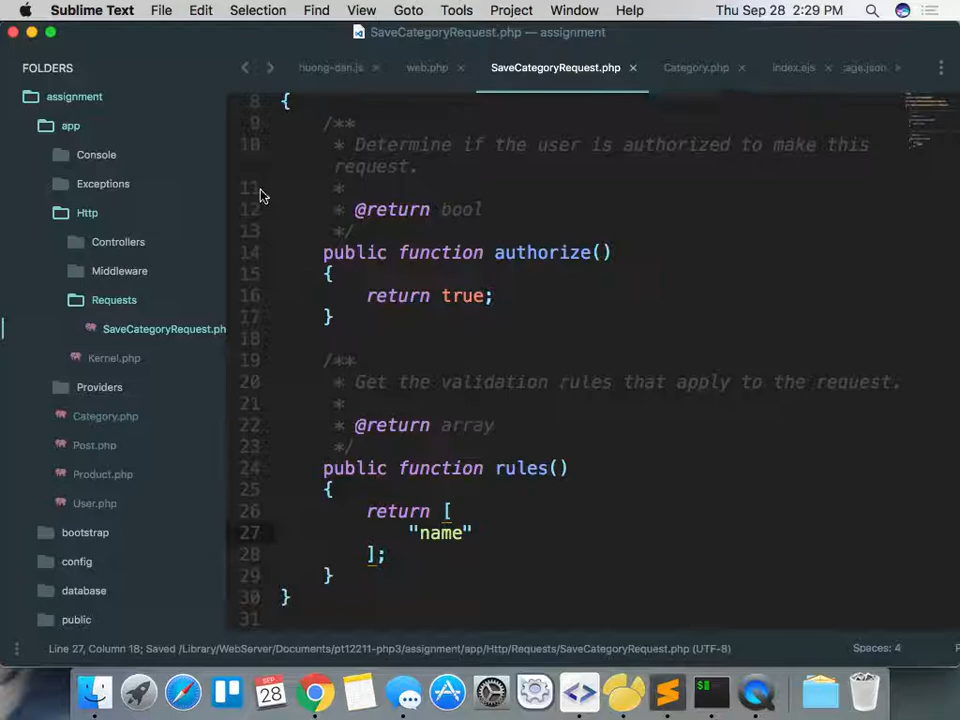 Sublime Text File Edit Selection Find View Goto Tools Project Window Help Thu Sep 28 2:29 PM
SaveCategoryRequest.php — assignment
FOLDERS
huong-dan.js × web.php × SaveCategoryRequest.php × Category.php × index.ejs × age.json ×
assignment
app
Console
Exceptions
Http
Controllers
Middleware
Requests
SaveCategoryRequest.ph
Kernel.php
Providers
Category.php
Post.php
Product.php
User.php
bootstrap
config
database
public
8 {
9 /**
10 * Determine if the user is authorized to make this
request.
11 *
12 * @return bool
13 */
14 public function authorize()
15 {
16 return true;
17 }
18
19 /**
20 * Get the validation rules that apply to the request.
21 *
22 * @return array
23 */
24 public function rules()
25 {
26 return [
27 "name"
28 ];
29 }
30 }
31
Line 27, Column 18; Saved /Library/WebServer/Documents/pt12211-php3/assignment/app/Http/Requests/SaveCategoryRequest.php (UTF-8) Spaces: 4
SEP
28
$